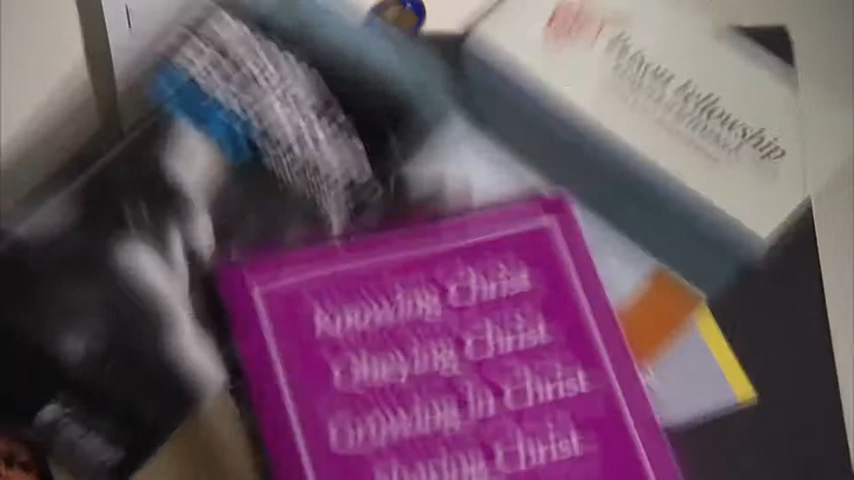 Prison Fellowship
Knowing Christ
Obeying Christ
Growing In Christ
Sharing Christ